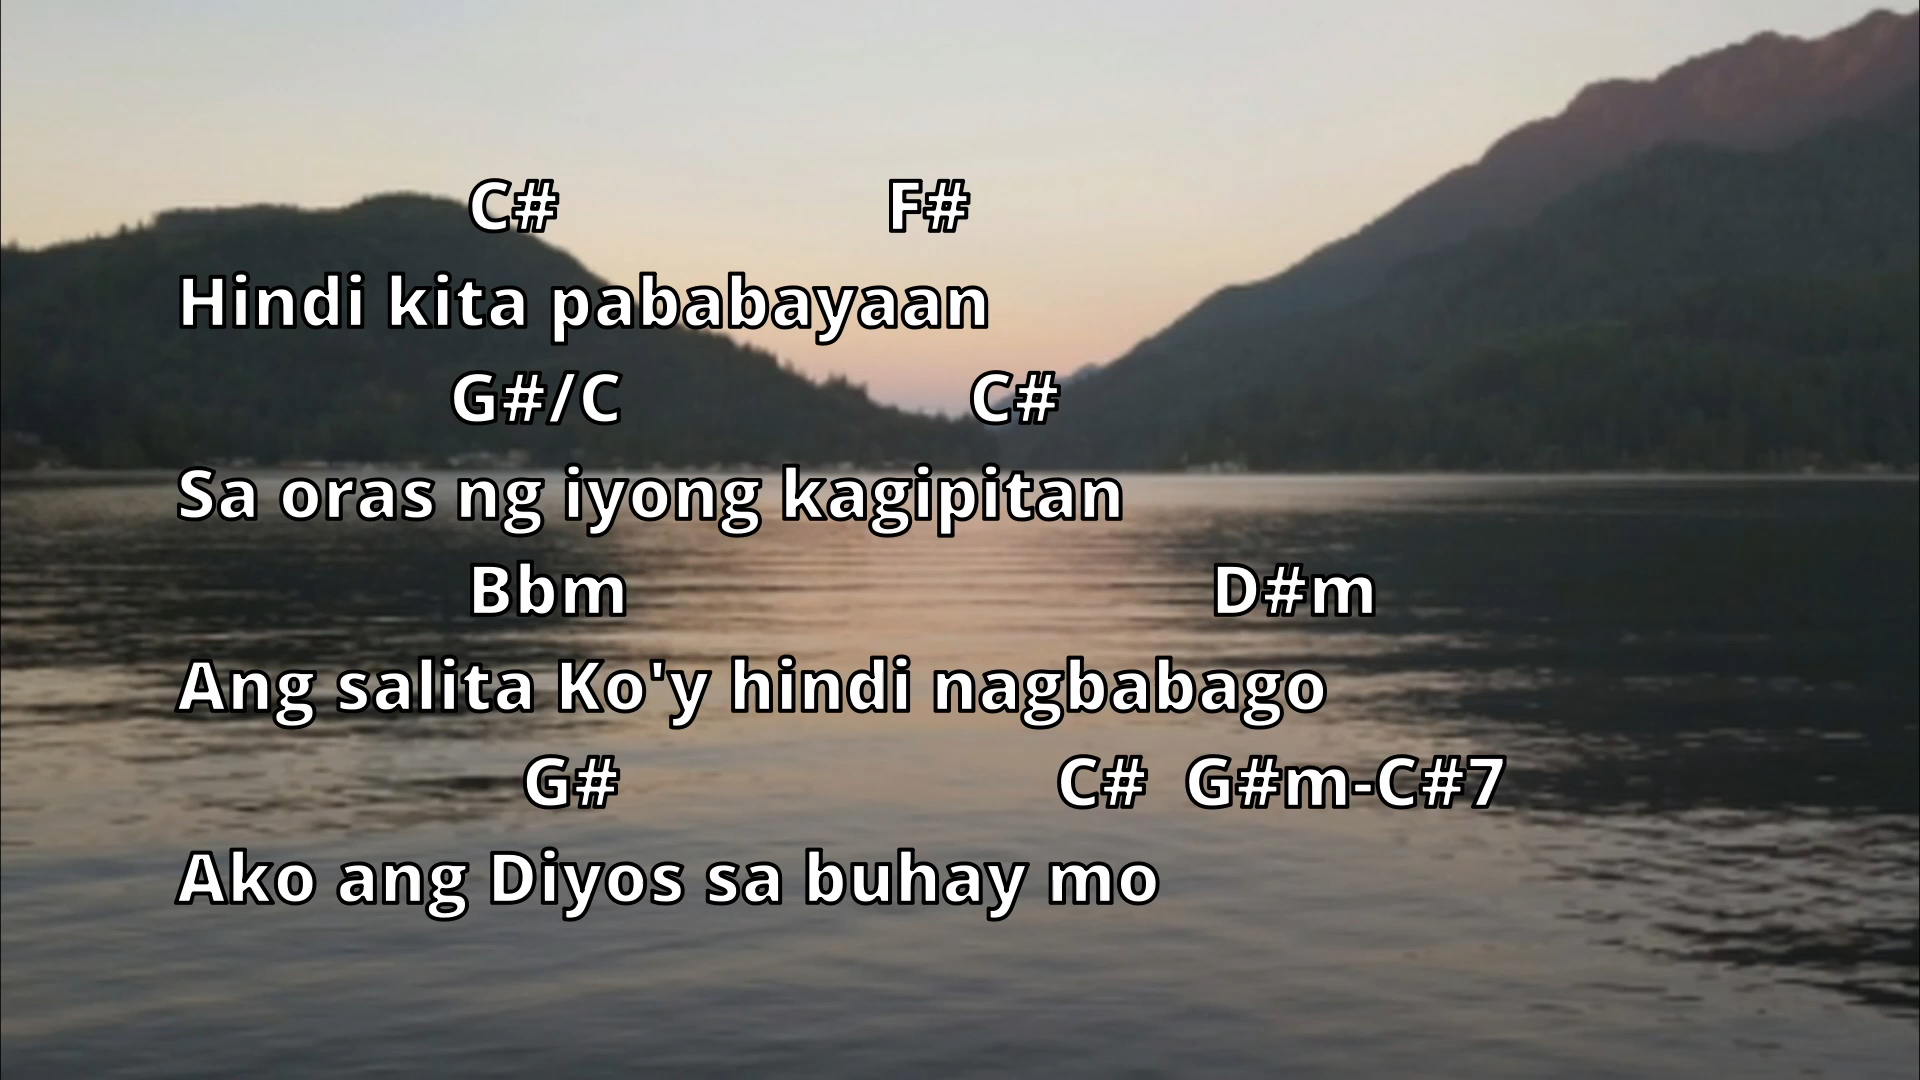 C# F#
Hindi kita pababayaan
G#/C C#
Sa oras ng iyong kagipitan
Bbm D#m
Ang salita Ko'y hindi nagbabago
G# C# G#m-C#7
Ako ang Diyos sa buhay mo